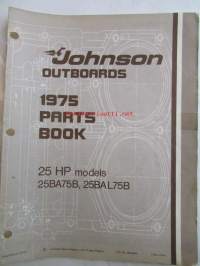 Johnson
OUTBOARDS
1975
PARTS
BOOK
25 HP models
25BA75B, 25BAL75B